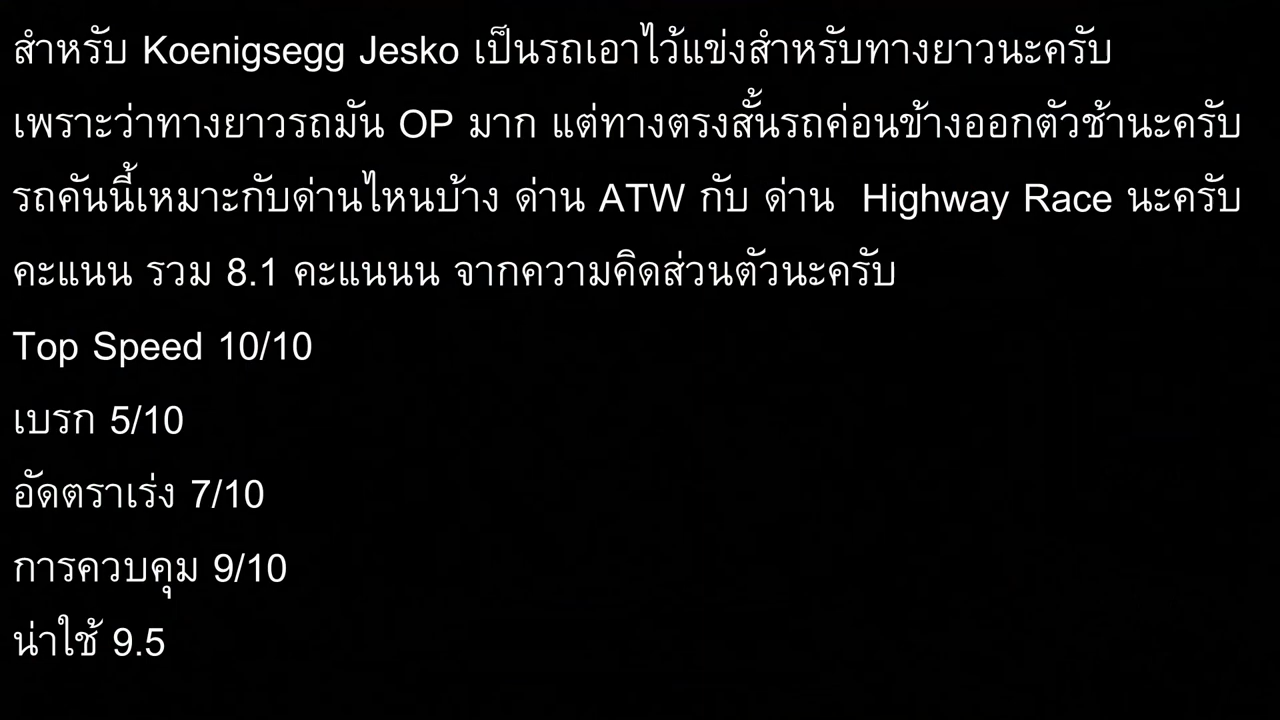 สำหรับ Koenigsegg Jesko เป็นรถเอาไว้แข่งสำหรับทางยาวนะครับ
เพราะว่าทางยาวรถมัน OP มาก แต่ทางตรงสั้นรถค่อนข้างออกตัวช้านะครับ
รถคันนี้เหมาะกับด่านไหนบ้าง ด่าน ATW กับ ด่าน  Highway Race นะครับ
คะแนน รวม 8.1 คะแนนน จากความคิดส่วนตัวนะครับ
Top Speed 10/10
เบรก 5/10
อัดตราเร่ง 7/10
การควบคุม 9/10
น่าใช้ 9.5